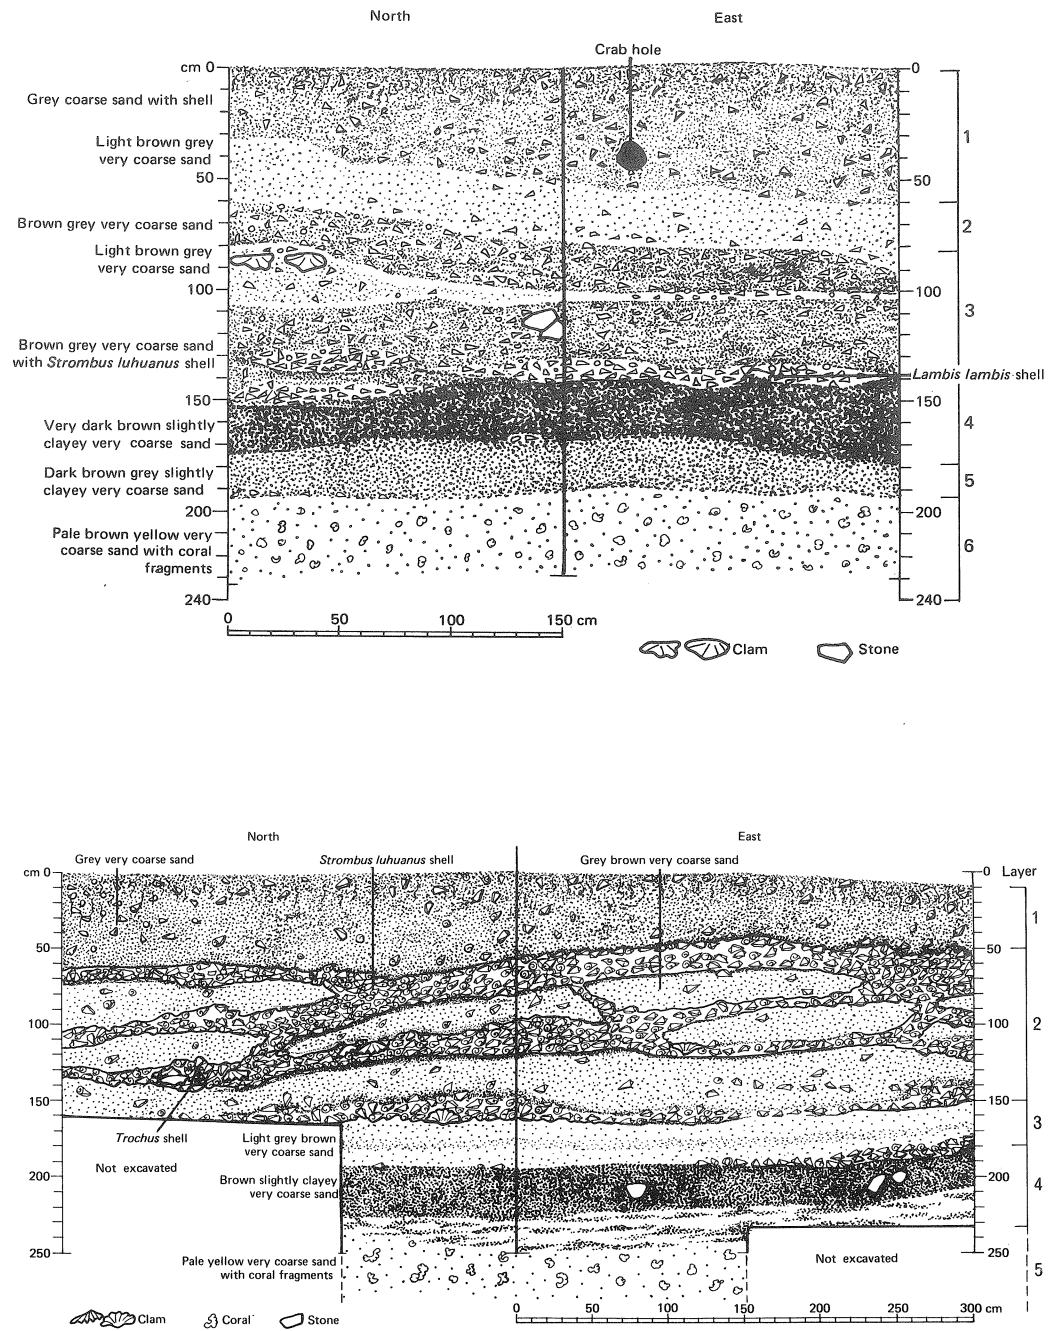 North East
Crab hole
cm 0 0
Grey coarse sand with shell
1
Light brown grey
very coarse sand
50 50
Brown grey very coarse sand 2
Light brown grey
very coarse sand
100 100
3
Brown grey very coarse sand
with Strombus luhuanus shell
Lambis lambis shell
150 150
Very dark brown slightly 4
clayey very coarse sand
Dark brown grey slightly 5
clayey very coarse sand
200 200
Pale brown yellow very
coarse sand with coral 6
fragments
240 240
0 50 100 150 cm
Clam Stone
North East
Grey very coarse sand Strombus luhuanus shell Grey brown very coarse sand
cm 0 0 Layer
1
50 50
100 100 2
150 150
3
Trochus shell Light grey brown
very coarse sand
Not excavated
200 Brown slightly clayey 200 4
very coarse sand
250 250
Pale yellow very coarse sand Not excavated 5
with coral fragments
Clam Coral Stone
0 50 100 150 200 250 300 cm